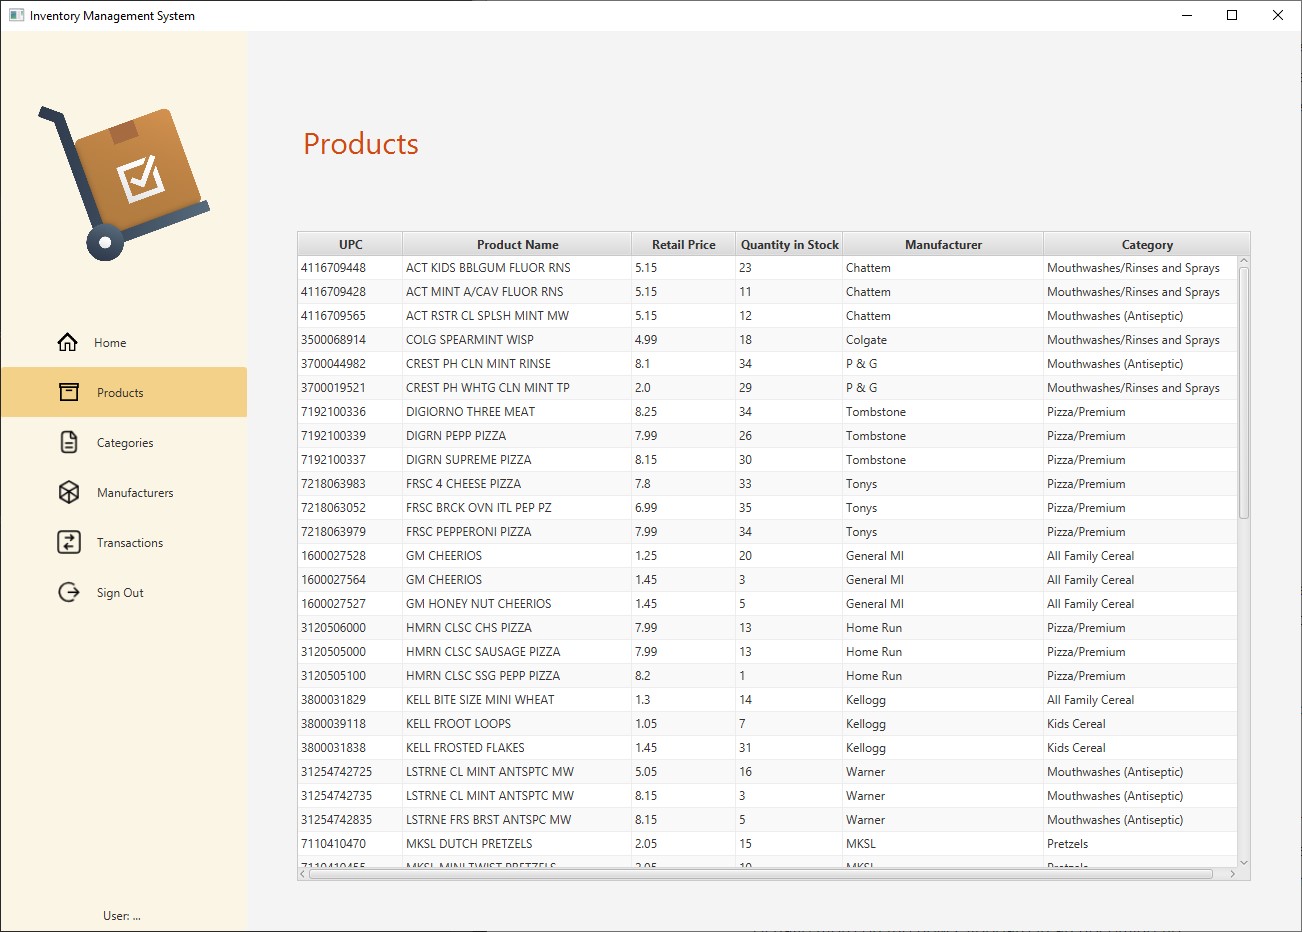 Inventory Management System
Products
Home
Products
Categories
Manufacturers
Transactions
Sign Out
User: ...
UPC Product Name Retail Price Quantity in Stock Manufacturer Category
4116709448 ACT KIDS BBLGUM FLUOR RNS 5.15 23 Chattem Mouthwashes/Rinses and Sprays
4116709428 ACT MINT A/CAV FLUOR RNS 5.15 11 Chattem Mouthwashes/Rinses and Sprays
4116709565 ACT RSTR CL SPLSH MINT MW 5.15 12 Chattem Mouthwashes (Antiseptic)
3500068914 COLG SPEARMINT WISP 4.99 18 Colgate Mouthwashes/Rinses and Sprays
3700044982 CREST PH CLN MINT RINSE 8.1 34 P & G Mouthwashes (Antiseptic)
3700019521 CREST PH WHTG CLN MINT TP 2.0 29 P & G Mouthwashes/Rinses and Sprays
7192100336 DIGIORNO THREE MEAT 8.25 34 Tombstone Pizza/Premium
7192100339 DIGRN PEPP PIZZA 7.99 26 Tombstone Pizza/Premium
7192100337 DIGRN SUPREME PIZZA 8.15 30 Tombstone Pizza/Premium
7218063983 FRSC 4 CHEESE PIZZA 7.8 33 Tonys Pizza/Premium
7218063052 FRSC BRCK OVN ITL PEP PZ 6.99 35 Tonys Pizza/Premium
7218063979 FRSC PEPPERONI PIZZA 7.99 34 Tonys Pizza/Premium
1600027528 GM CHEERIOS 1.25 20 General MI All Family Cereal
1600027564 GM CHEERIOS 1.45 3 General MI All Family Cereal
1600027527 GM HONEY NUT CHEERIOS 1.45 5 General MI All Family Cereal
3120506000 HMRN CLSC CHS PIZZA 7.99 13 Home Run Pizza/Premium
3120505000 HMRN CLSC SAUSAGE PIZZA 7.99 13 Home Run Pizza/Premium
3120505100 HMRN CLSC SSG PEPP PIZZA 8.2 1 Home Run Pizza/Premium
3800031829 KELL BITE SIZE MINI WHEAT 1.3 14 Kellogg All Family Cereal
3800039118 KELL FROOT LOOPS 1.05 7 Kellogg Kids Cereal
3800031838 KELL FROSTED FLAKES 1.45 31 Kellogg Kids Cereal
31254742725 LSTRNE CL MINT ANTSPTC MW 5.05 16 Warner Mouthwashes (Antiseptic)
31254742735 LSTRNE CL MINT ANTSPTC MW 8.15 3 Warner Mouthwashes (Antiseptic)
31254742835 LSTRNE FRS BRST ANTSPC MW 8.15 5 Warner Mouthwashes (Antiseptic)
7110410470 MKSL DUTCH PRETZELS 2.05 15 MKSL Pretzels
7110410455 MKSL MINI TWIST PRETZELS 2.05 MKSL Pretzels